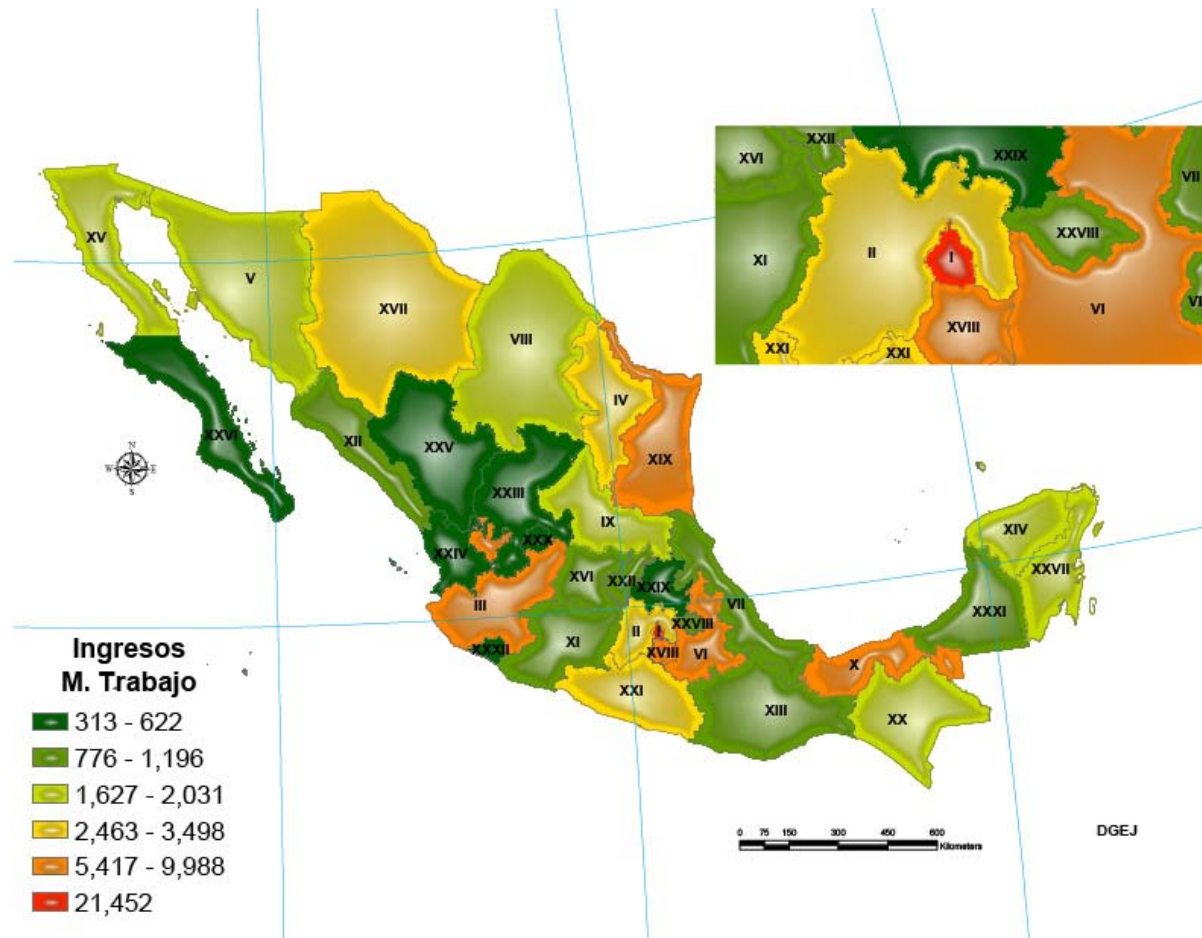 XXII
XXIX
XVI
VII
XXVIII
II
XI
I
VI
VI
XVIII
XXI
XXI
XV
V
XVII
VIII
IV
XXVI
XII
XXV
XIX
XXIII
IX
XXX
XXIV
XIV
XVI
XXII
XXIX
XXVII
III
VII
XXXI
XXVIII
II
I
XI
XVIII
VI
XXXII
X
XXI
XIII
XX
N
W
E
S
Ingresos
M. Trabajo
313 - 622
776 - 1,196
1,627 - 2,031
2,463 - 3,498
5,417 - 9,988
21,452
0 75 150 300 450 600
Kilometers
DGEJ